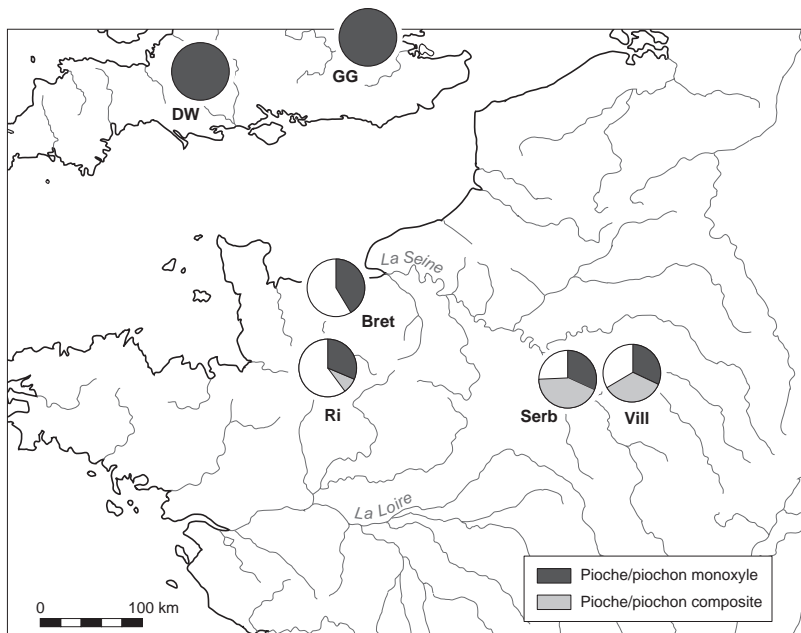 GG
DW
La Seine
Bret
Ri
Serb
Vill
La Loire
Pioche/piochon monoxyle
Pioche/piochon composite
0 100 km